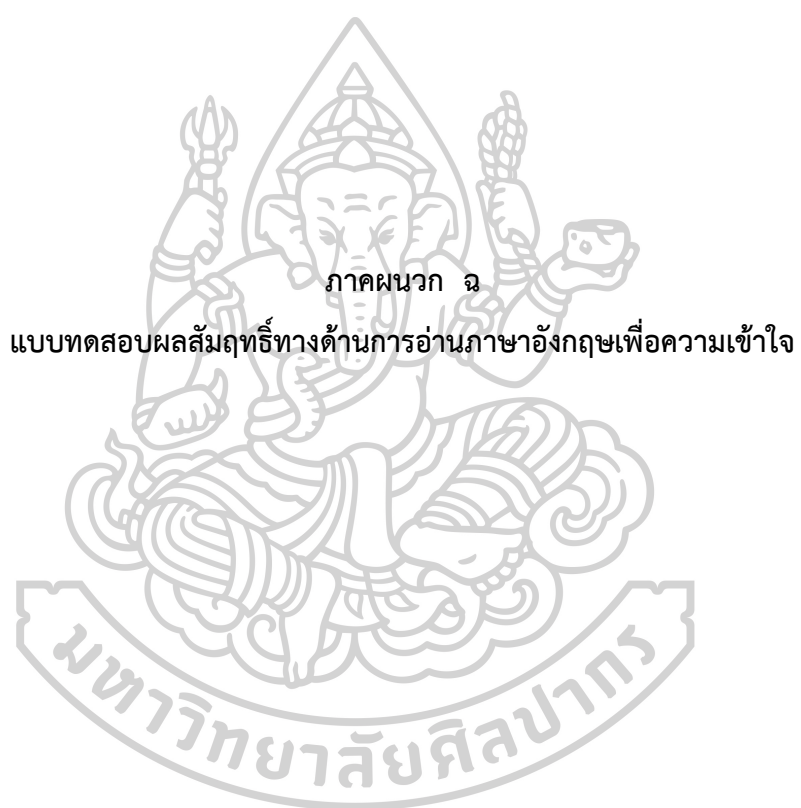 ภาคผนวก ฉ
แบบทดสอบผลสัมฤทธิ์ทางด้านการอ่านภาษาอังกฤษเพื่อความเข้าใจ
มหาวิทยาลัยศิลปากร